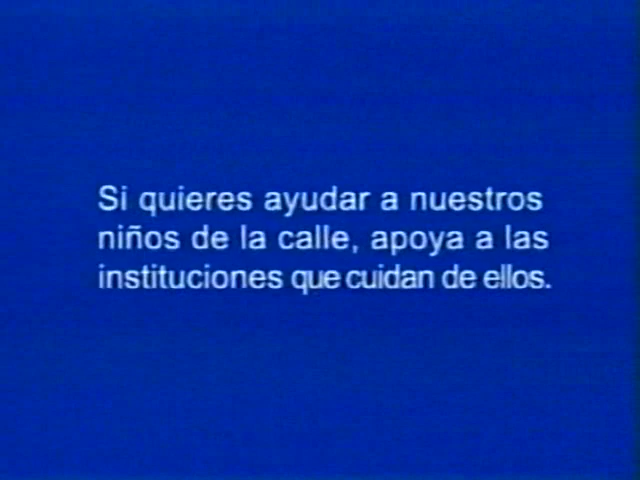 Si quieres ayudar a nuestros
niños de la calle, apoya a las
instituciones que cuidan de ellos.